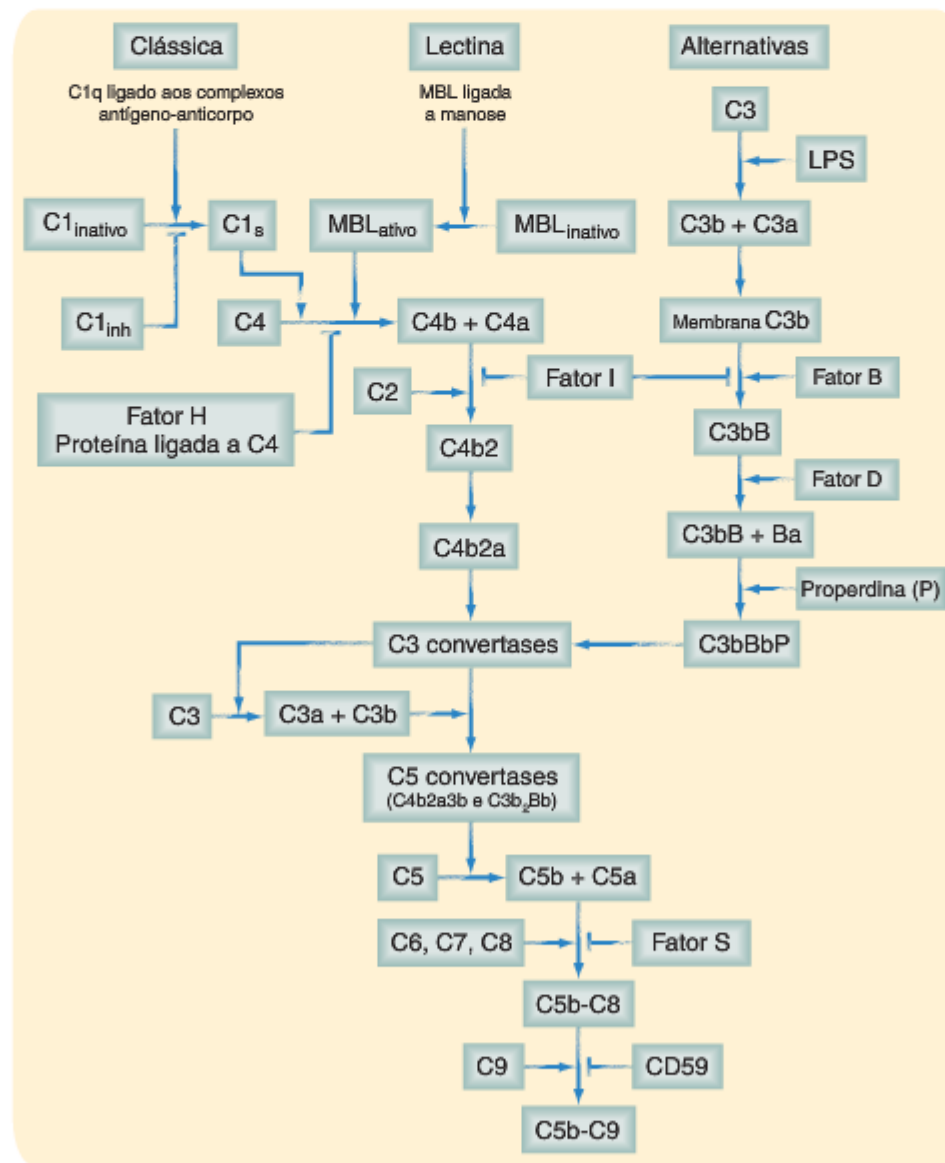 Clássica
Lectina
Alternativas
C1q ligado aos complexos
antígeno-anticorpo
MBL ligada
a manose
C3
LPS
C1inativo
C1s
MBLativo
MBLinativo
C3b + C3a
C1inh
C4
C4b + C4a
Membrana C3b
C2
Fator I
Fator B
Fator H
Proteína ligada a C4
C4b2
C3bB
Fator D
C4b2a
C3bB + Ba
Properdina (P)
C3 convertases
C3bBbP
C3
C3a + C3b
C5 convertases
(C4b2a3b e C3b₂Bb)
C5
C5b + C5a
C6, C7, C8
Fator S
C5b-C8
C9
CD59
C5b-C9